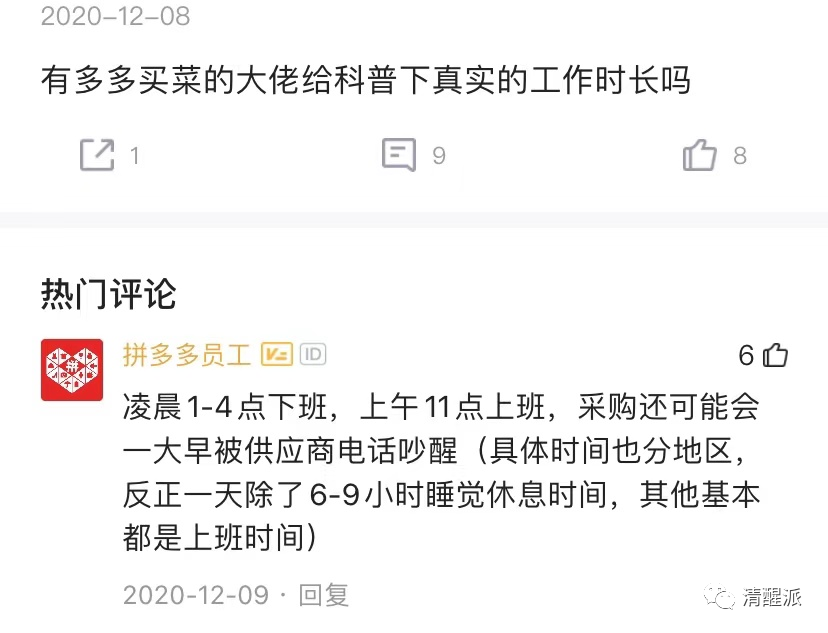 2020-12-08
有多多买菜的大佬给科普下真实的工作时长吗
1
9
8
热门评论
拼多多员工 ID
6
凌晨1-4点下班，上午11点上班，采购还可能会
一大早被供应商电话吵醒（具体时间也分地区，
反正一天除了6-9小时睡觉休息时间，其他基本
都是上班时间）
2020-12-09 · 回复
清醒派